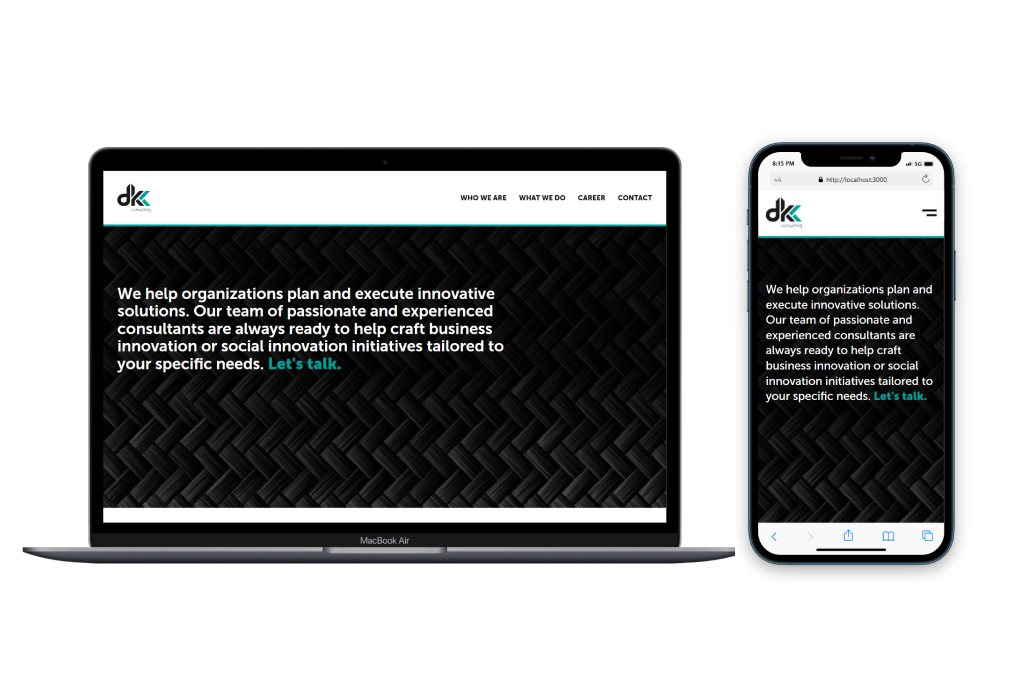 dkk
consulting
WHO WE ARE WHAT WE DO CAREER CONTACT
We help organizations plan and execute innovative
solutions. Our team of passionate and experienced
consultants are always ready to help craft business
innovation or social innovation initiatives tailored to
your specific needs. Let's talk.
MacBook Air
8:15 PM 5G
AA http://localhost:3000
dkk
consulting
We help organizations plan and
execute innovative solutions.
Our team of passionate and
experienced consultants are
always ready to help craft
business innovation or social
innovation initiatives tailored to
your specific needs. Let's talk.